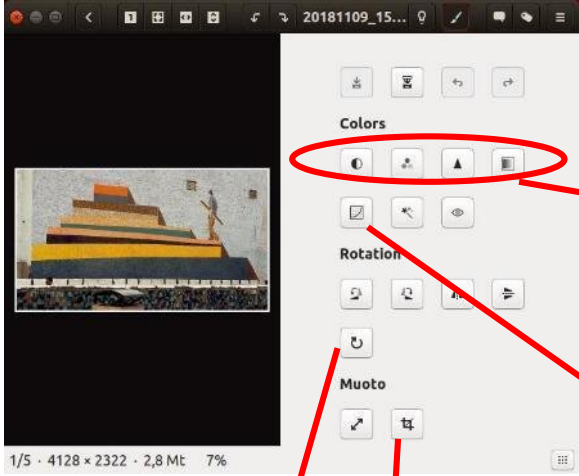 20181109_15...
Colors
Rotation
Muoto
1/5 · 4128 × 2322 · 2,8 Mt 7%